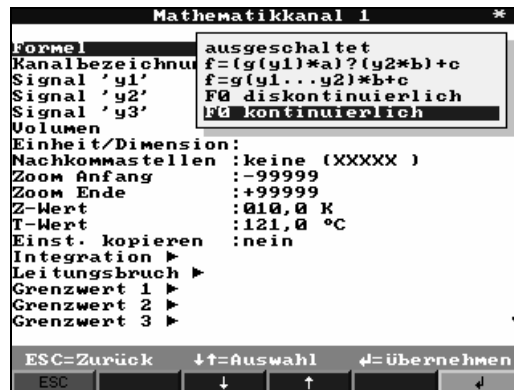 Mathematikkanal 1 *
Formel
ausgeschaltet
Kanalbezeichnu f=(g(y1)*a)?(y2*b)+c
Signal 'y1' f=g(y1...y2)*b+c
Signal 'y2' F0 diskontinuierlich
Signal 'y3' F0 kontinuierlich
Volumen
Einheit/Dimension:
Nachkommastellen :keine (XXXXX )
Zoom Anfang :-99999
Zoom Ende :+99999
Z-Wert :010,0 K
T-Wert :121,0 °C
Einst. kopieren :nein
Integration ►
Leitungsbruch ►
Grenzwert 1 ►
Grenzwert 2 ►
Grenzwert 3 ►
ESC=Zurück ↓↑=Auswahl ↵=übernehmen
ESC ↓ ↑ ↵